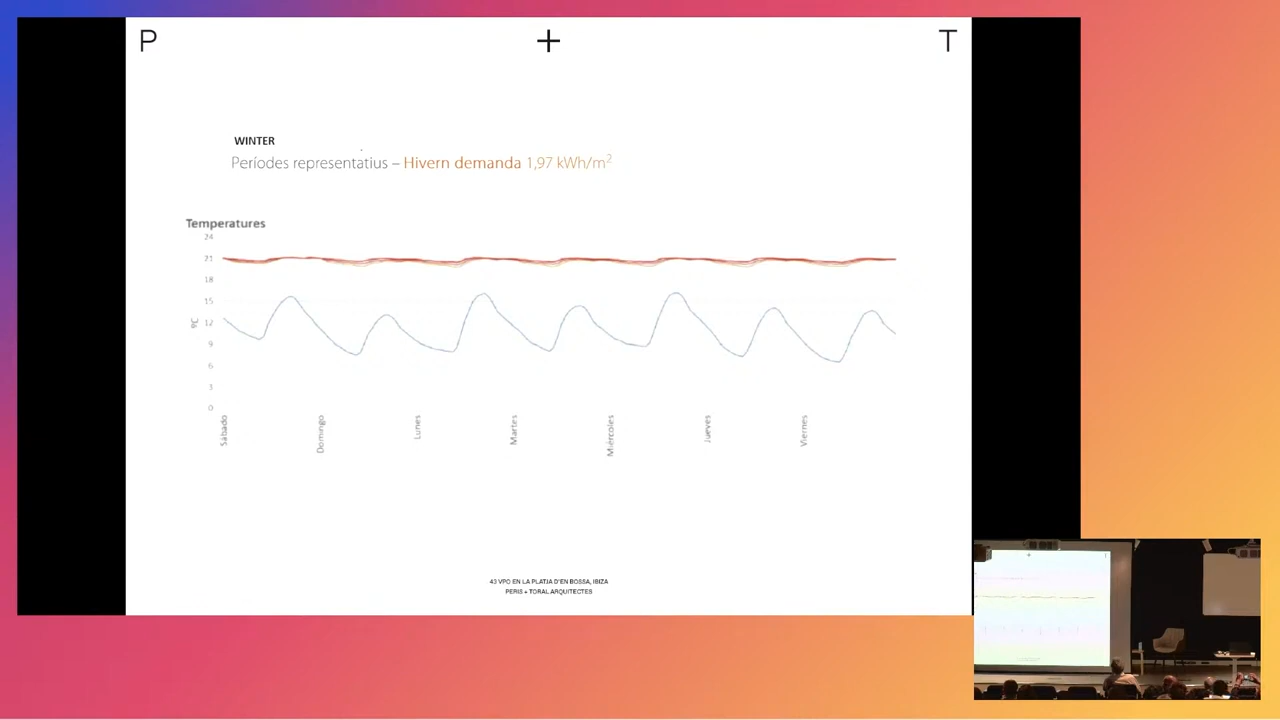 P + T
WINTER
Períodes representatius – Hivern demanda 1,97 kWh/m²
Temperatures
24
21
18
15
12
9
6
3
0
ºC
Sábado
Domingo
Lunes
Martes
Miércoles
Jueves
Viernes
43 VPO EN LA PLATJA D'EN BOSSA, IBIZA
PERIS + TORAL ARQUITECTES